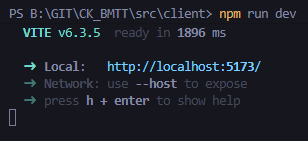 PS B:\GIT\CK_BMTT\src\client> npm run dev
VITE v6.3.5  ready in 1896 ms
➜ Local:   http://localhost:5173/
➜ Network: use --host to expose
➜ press h + enter to show help